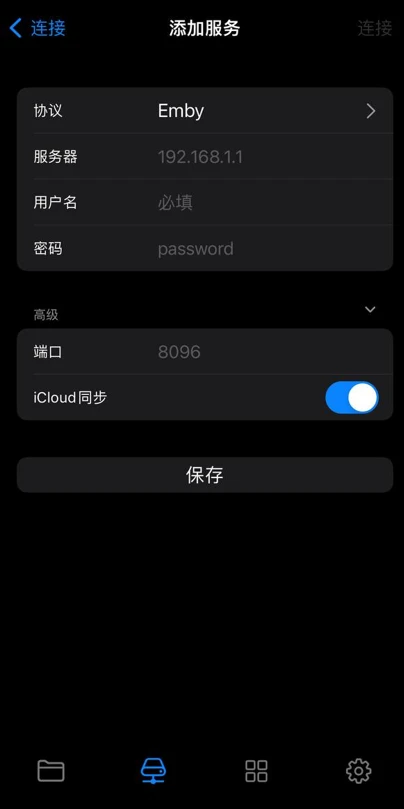 连接 添加服务 连接
协议 Emby
服务器 192.168.1.1
用户名 必填
密码 password
高级
端口 8096
iCloud同步
保存